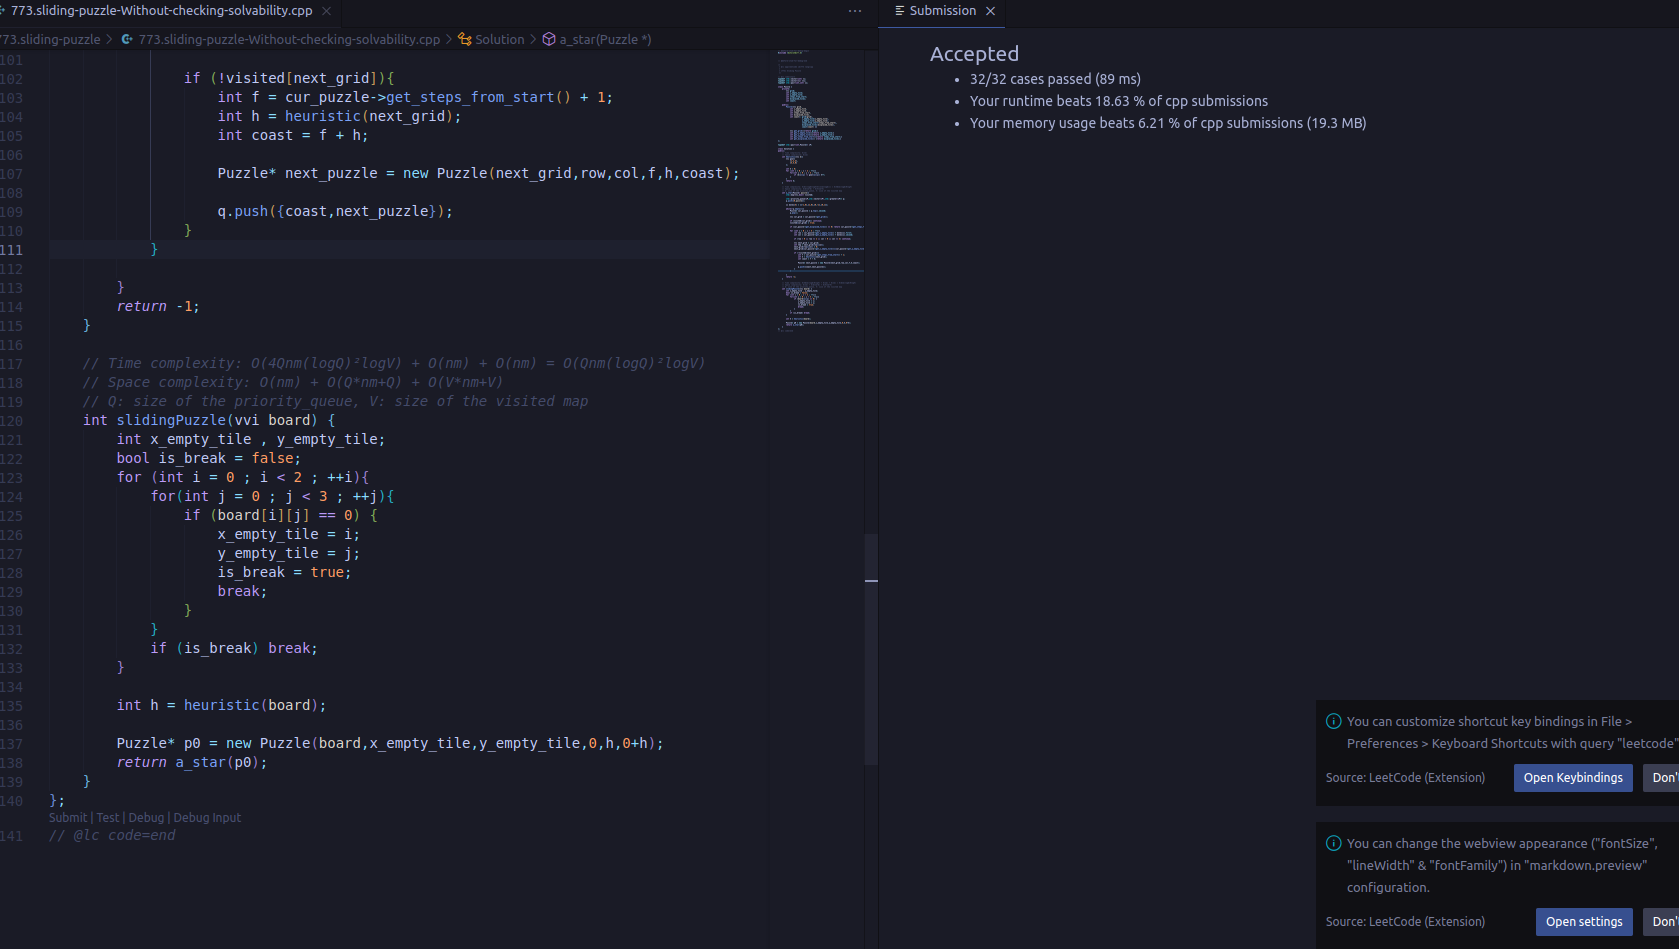 773.sliding-puzzle-Without-checking-solvability.cpp
Submission
73.sliding-puzzle > 773.sliding-puzzle-Without-checking-solvability.cpp > Solution > a_star(Puzzle *)
101
102 if (!visited[next_grid]){
103 int f = cur_puzzle->get_steps_from_start() + 1;
104 int h = heuristic(next_grid);
105 int coast = f + h;
106
107 Puzzle* next_puzzle = new Puzzle(next_grid,row,col,f,h,coast);
108
109 q.push({coast,next_puzzle});
110 }
111 }
112
113 }
114 return -1;
115 }
116
117 // Time complexity: O(4Qnm(logQ)²logV) + O(nm) + O(nm) = O(Qnm(logQ)²logV)
118 // Space complexity: O(nm) + O(Q*nm+Q) + O(V*nm+V)
119 // Q: size of the priority_queue, V: size of the visited map
120 int slidingPuzzle(vvi board) {
121 int x_empty_tile , y_empty_tile;
122 bool is_break = false;
123 for (int i = 0 ; i < 2 ; ++i){
124 for(int j = 0 ; j < 3 ; ++j){
125 if (board[i][j] == 0) {
126 x_empty_tile = i;
127 y_empty_tile = j;
128 is_break = true;
129 break;
130 }
131 }
132 if (is_break) break;
133 }
134
135 int h = heuristic(board);
136
137 Puzzle* p0 = new Puzzle(board,x_empty_tile,y_empty_tile,0,h,0+h);
138 return a_star(p0);
139 }
140 };
Submit | Test | Debug | Debug Input
141 // @lc code=end
Accepted
• 32/32 cases passed (89 ms)
• Your runtime beats 18.63 % of cpp submissions
• Your memory usage beats 6.21 % of cpp submissions (19.3 MB)
You can customize shortcut key bindings in File >
Preferences > Keyboard Shortcuts with query "leetcode"
Source: LeetCode (Extension)
Open Keybindings
Don'
You can change the webview appearance ("fontSize",
"lineWidth" & "fontFamily") in "markdown.preview"
configuration.
Source: LeetCode (Extension)
Open settings
Don'